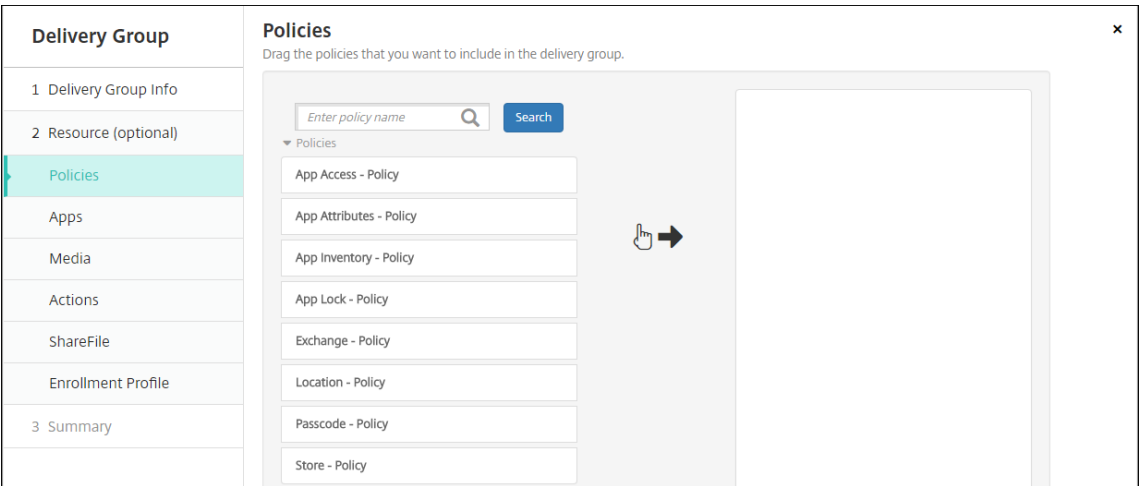 Delivery Group
1 Delivery Group Info
2 Resource (optional)
Policies
Apps
Media
Actions
ShareFile
Enrollment Profile
3 Summary
Policies
×
Drag the policies that you want to include in the delivery group.
Enter policy name
Search
Policies
App Access - Policy
App Attributes - Policy
App Inventory - Policy
App Lock - Policy
Exchange - Policy
Location - Policy
Passcode - Policy
Store - Policy